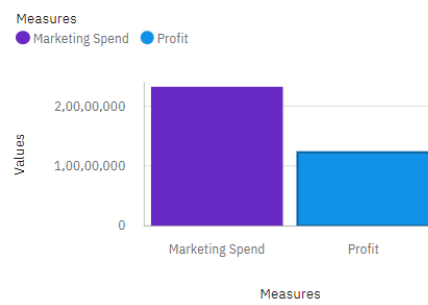 Measures
Marketing Spend Profit
Values
2,00,00,000
1,00,00,000
0
Marketing Spend Profit
Measures